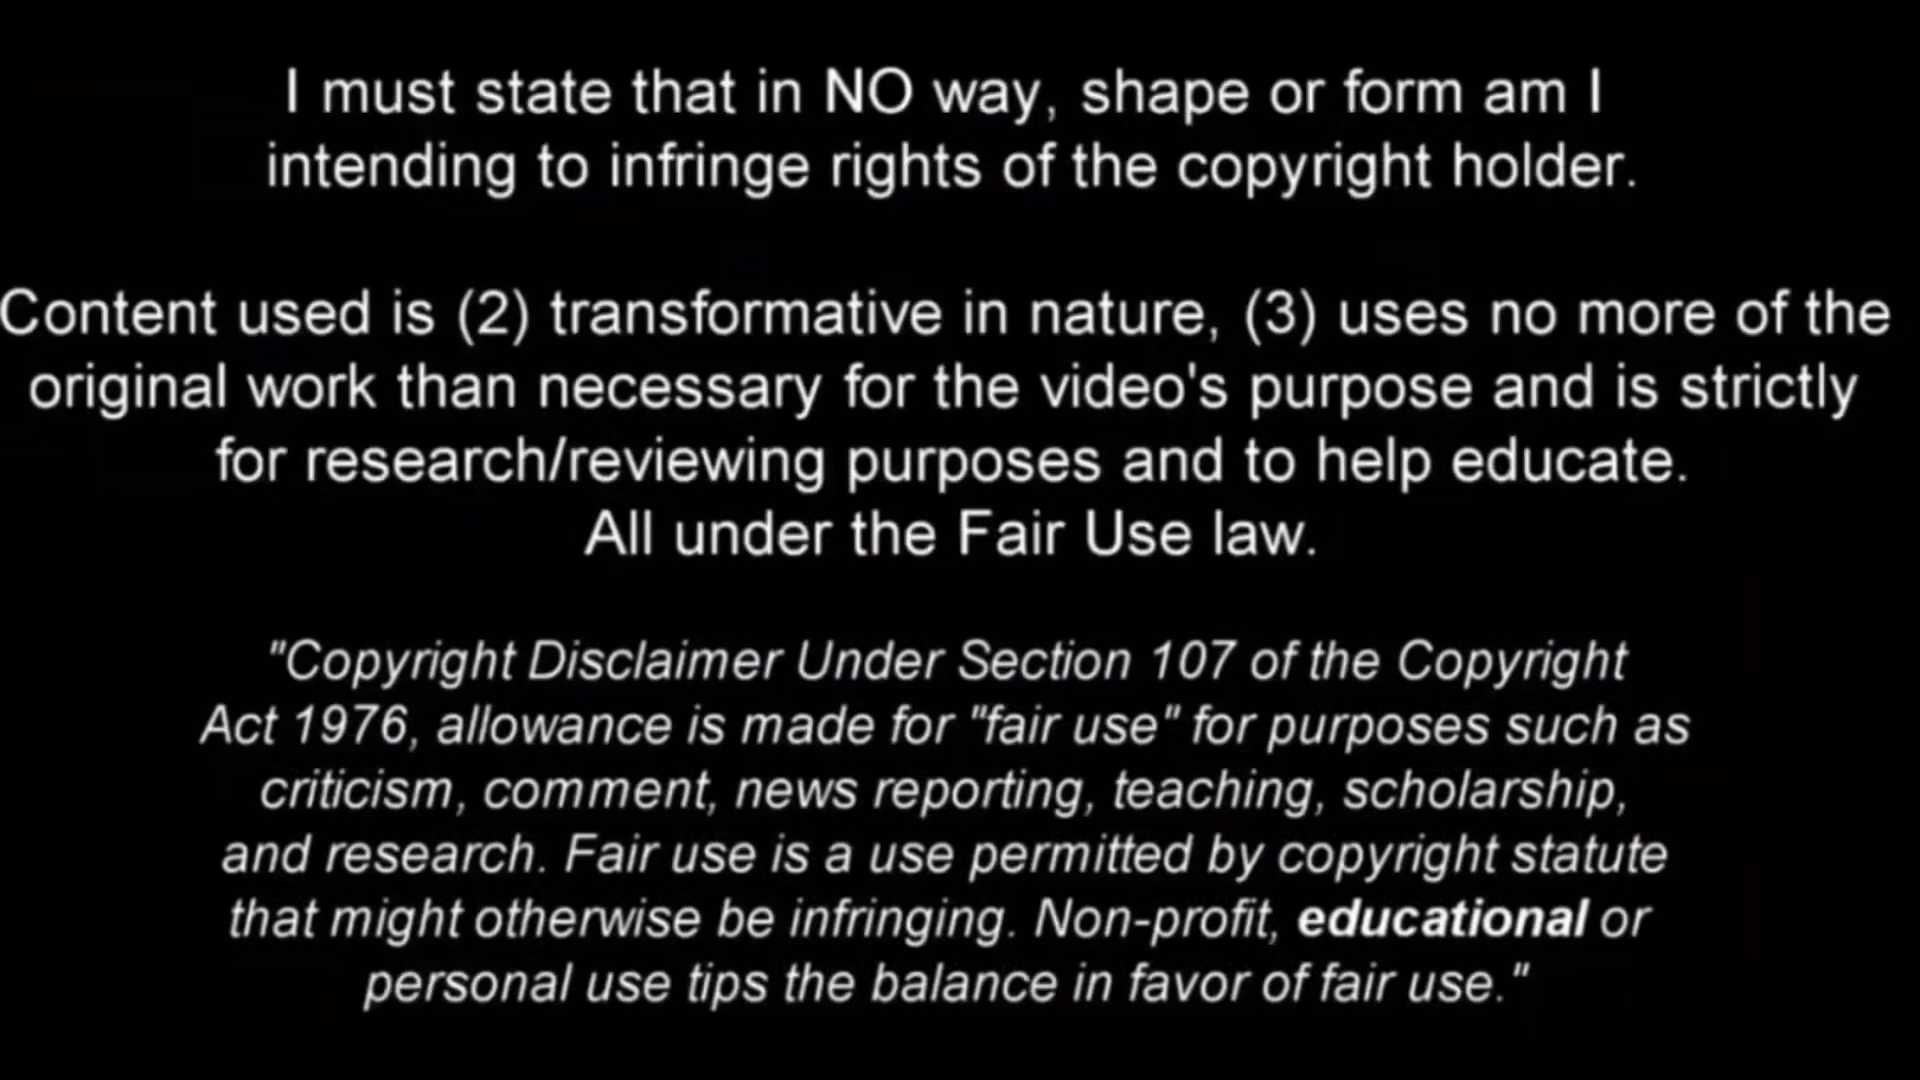 I must state that in NO way, shape or form am I
intending to infringe rights of the copyright holder.
Content used is (2) transformative in nature, (3) uses no more of the
original work than necessary for the video's purpose and is strictly
for research/reviewing purposes and to help educate.
All under the Fair Use law.
"Copyright Disclaimer Under Section 107 of the Copyright
Act 1976, allowance is made for "fair use" for purposes such as
criticism, comment, news reporting, teaching, scholarship,
and research. Fair use is a use permitted by copyright statute
that might otherwise be infringing. Non-profit, educational or
personal use tips the balance in favor of fair use."